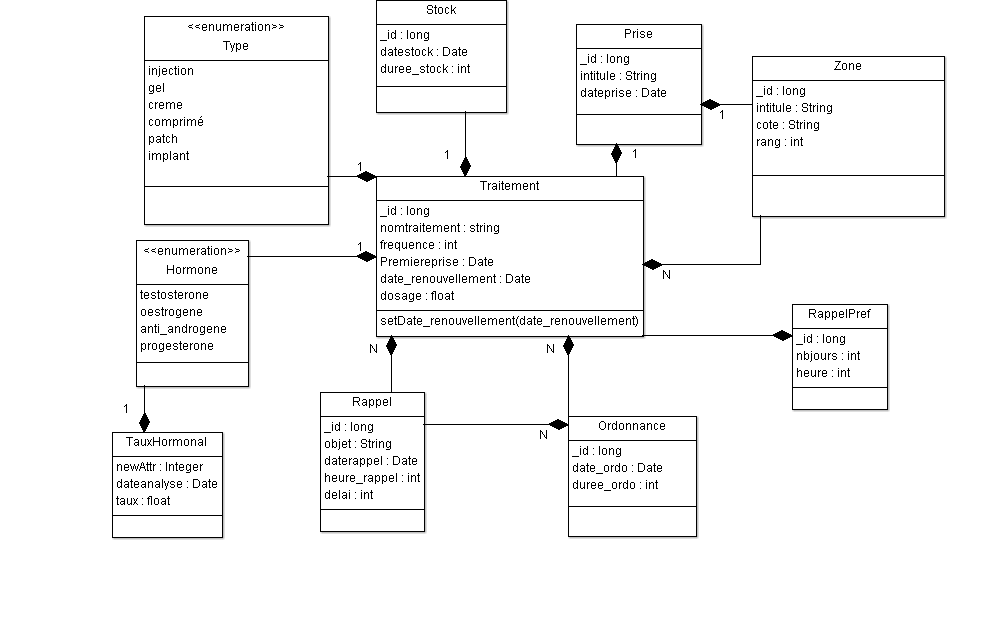 <<enumeration>>
Type
injection
gel
creme
comprimé
patch
implant
Stock
_id : long
datestock : Date
duree_stock : int
Prise
_id : long
intitule : String
dateprise : Date
Zone
_id : long
intitule : String
cote : String
rang : int
1
1
1
1
Traitement
_id : long
nomtraitement : string
frequence : int
Premiereprise : Date
date_renouvellement : Date
dosage : float
setDate_renouvellement(date_renouvellement)
<<enumeration>>
Hormone
testosterone
oestrogene
anti_androgene
progesterone
1
N
RappelPref
_id : long
nbjours : int
heure : int
N
N
1
TauxHormonal
newAttr : Integer
dateanalyse : Date
taux : float
Rappel
_id : long
objet : String
daterappel : Date
heure_rappel : int
delai : int
N
Ordonnance
_id : long
date_ordo : Date
duree_ordo : int